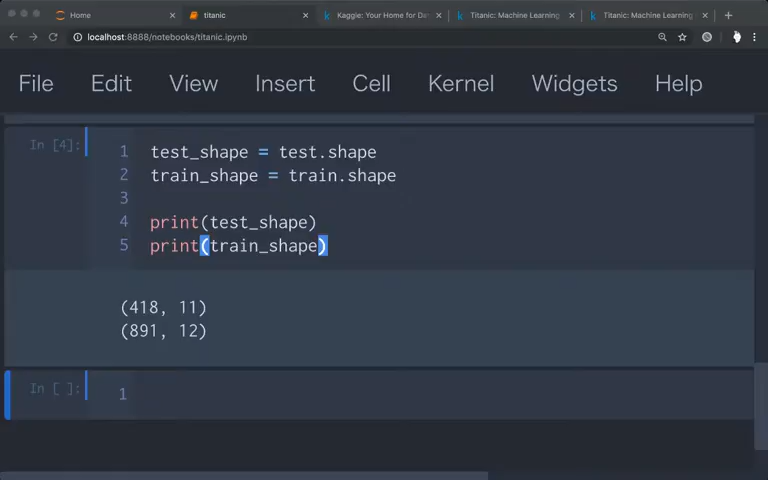 Home
titanic
Kaggle: Your Home for Da
Titanic: Machine Learning
Titanic: Machine Learning
localhost:8888/notebooks/titanic.ipynb
File Edit View Insert Cell Kernel Widgets Help
In [4]:
1 test_shape = test.shape
2 train_shape = train.shape
3
4 print(test_shape)
5 print(train_shape)
(418, 11)
(891, 12)
In [ ]:
1